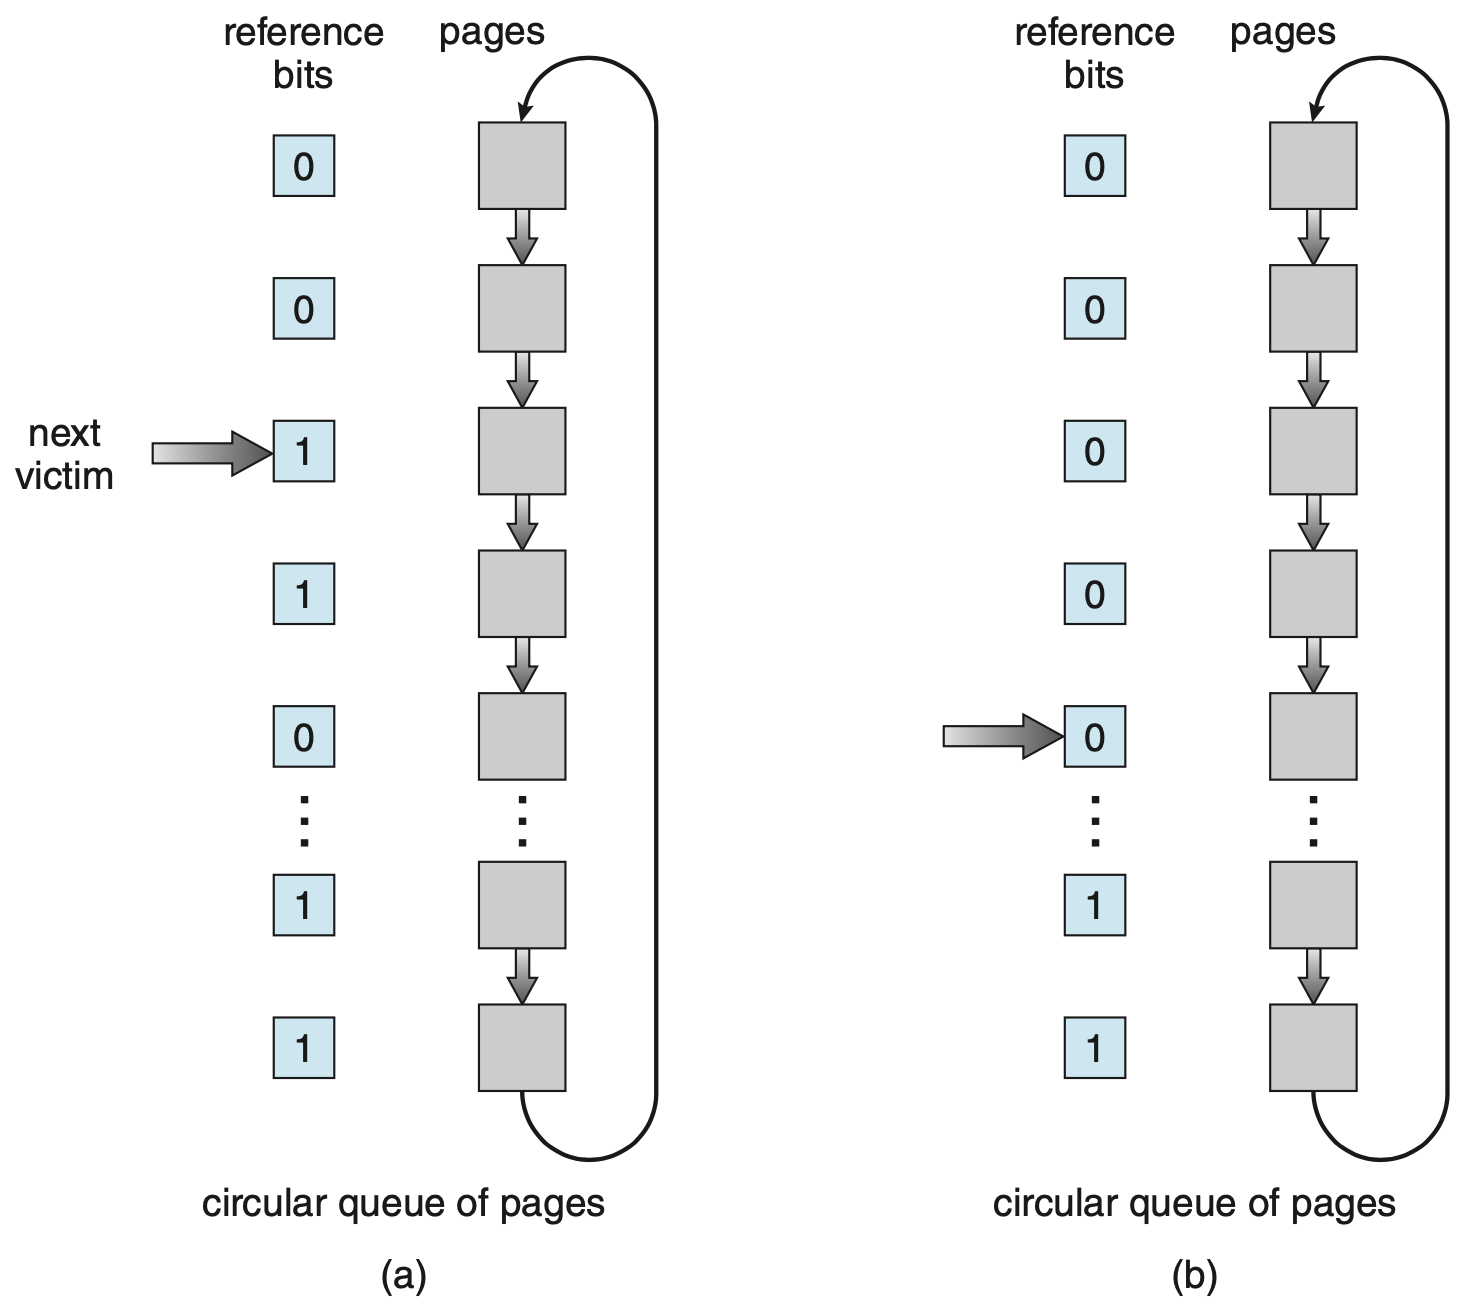 reference
bits
pages
0
0
next
victim
1
1
0
1
1
circular queue of pages
(a)
reference
bits
pages
0
0
0
0
0
1
1
circular queue of pages
(b)